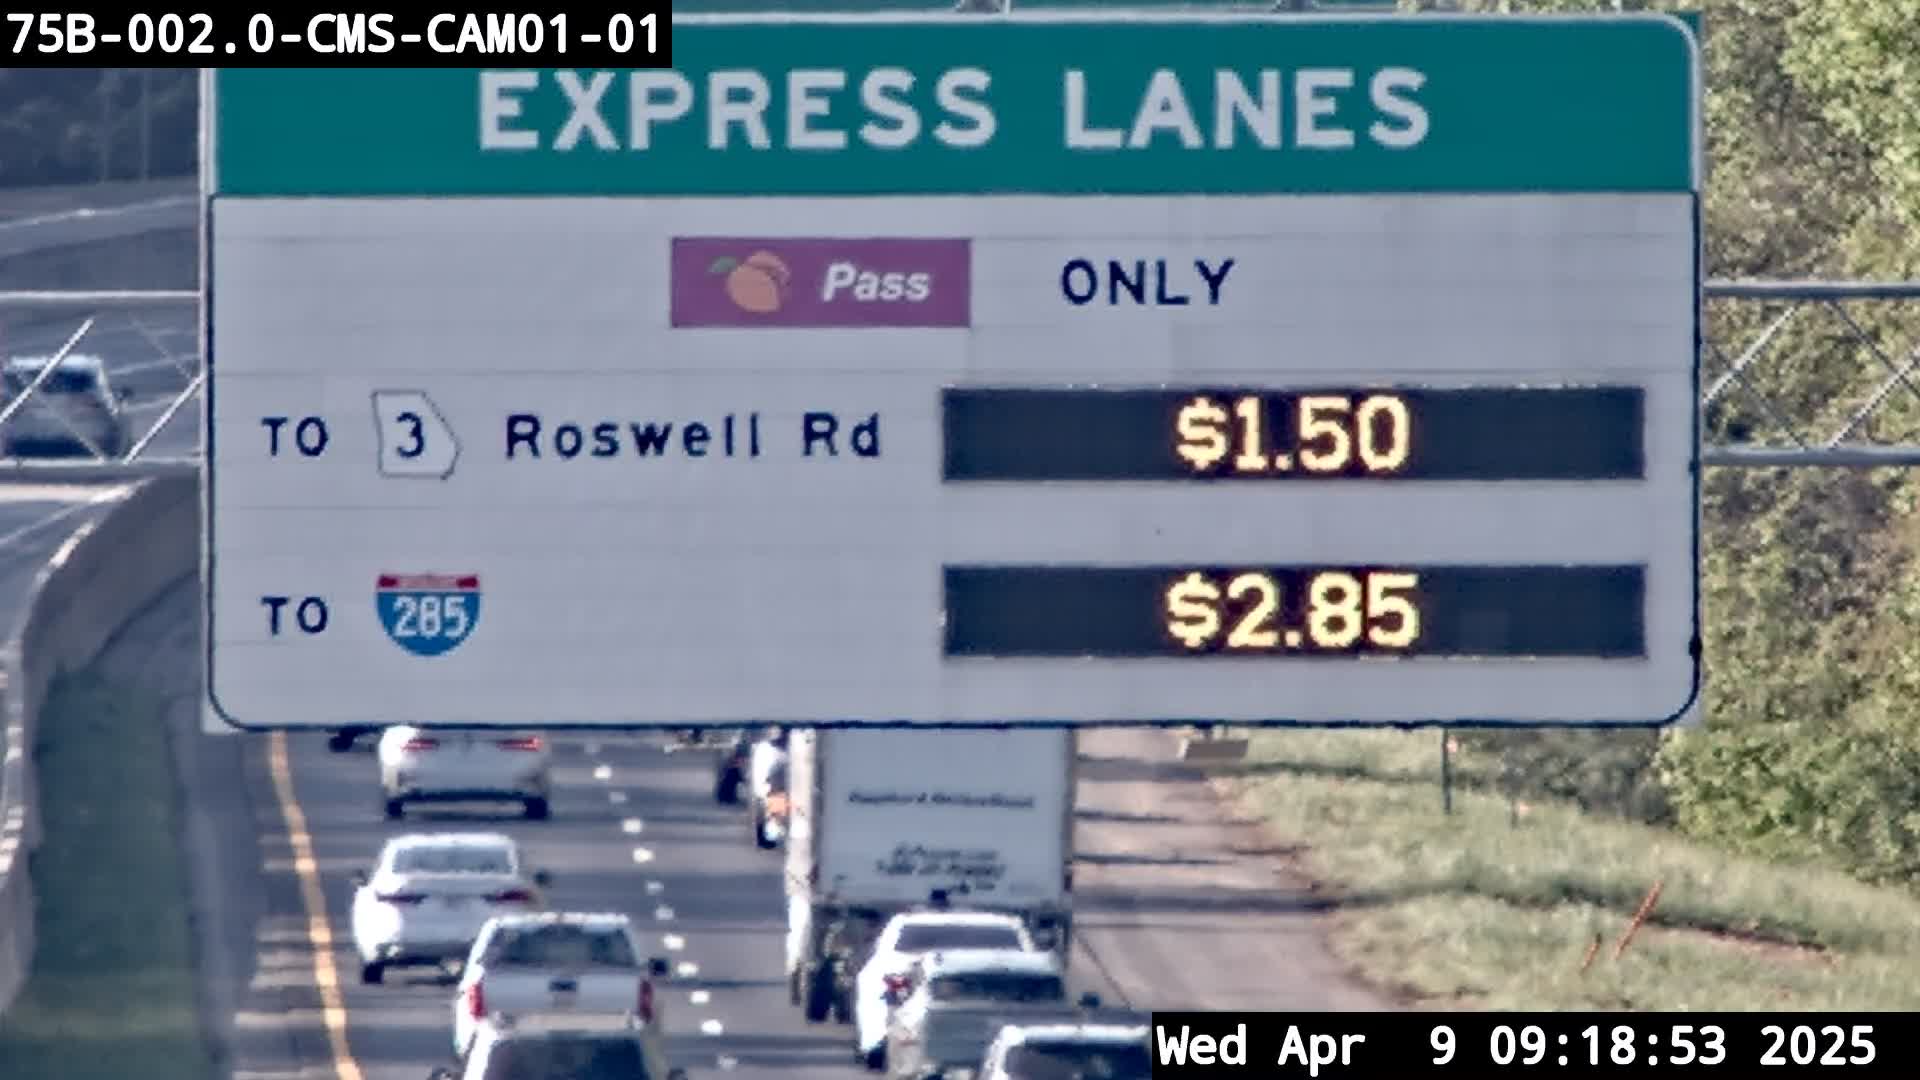 75B-002.0-CMS-CAM01-01
EXPRESS LANES
Pass ONLY
TO 3 Roswell Rd $1.50
TO 285 $2.85
Wed Apr 9 09:18:53 2025